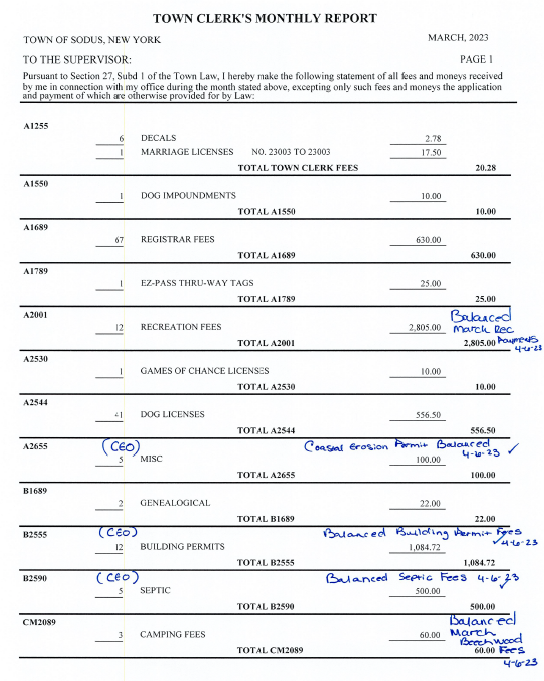 TOWN CLERK'S MONTHLY REPORT
TOWN OF SODUS, NEW YORK MARCH, 2023
TO THE SUPERVISOR: PAGE 1
Pursuant to Section 27, Subd 1 of the Town Law, I hereby make the following statement of all fees and moneys received
by me in connection with my office during the month stated above, excepting only such fees and moneys the application
and payment of which are otherwise provided for by Law:
A1255
6 DECALS 2.78
1 MARRIAGE LICENSES NO. 23003 TO 23003 17.50
TOTAL TOWN CLERK FEES 20.28
A1550
1 DOG IMPOUNDMENTS 10.00
TOTAL A1550 10.00
A1689
67 REGISTRAR FEES 630.00
TOTAL A1689 630.00
A1789
1 EZ-PASS THRU-WAY TAGS 25.00
TOTAL A1789 25.00
A2001 Balanced
12 RECREATION FEES 2,805.00 March Rec
TOTAL A2001 2,805.00 Payments
4-6-23
A2530
1 GAMES OF CHANCE LICENSES 10.00
TOTAL A2530 10.00
A2544
41 DOG LICENSES 556.50
TOTAL A2544 556.50
A2655 (CEO) Coastal Erosion Permit Balanced
4-6-23 ✓
5 MISC 100.00
TOTAL A2655 100.00
B1689
2 GENEALOGICAL 22.00
TOTAL B1689 22.00
B2555 (CEO) Balanced Building Permit Fees
12 BUILDING PERMITS 1,084.72 ✓ 4-6-23
TOTAL B2555 1,084.72
B2590 (CEO) Balanced Septic Fees 4-6-23
5 SEPTIC 500.00 ✓
TOTAL B2590 500.00
CM2089 Balanced
3 CAMPING FEES 60.00 March
Beechwood
TOTAL CM2089 60.00 Fees
4-6-23